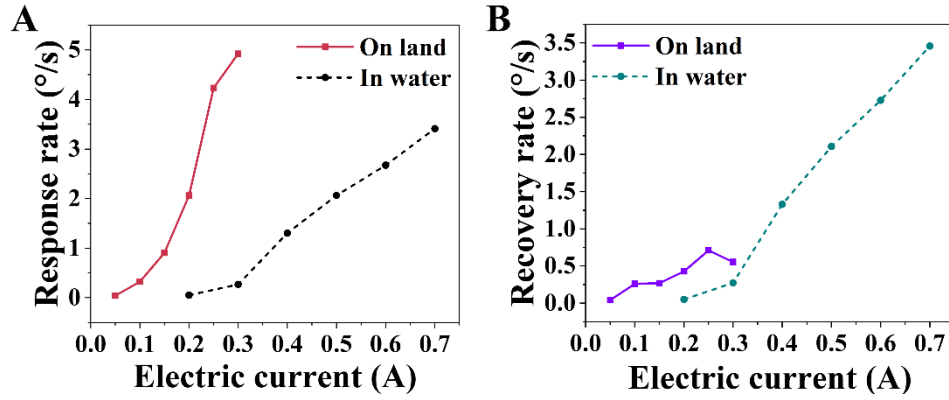 A
Response rate (°/s)
5
4
3
2
1
0
On land
In water
0.0 0.1 0.2 0.3 0.4 0.5 0.6 0.7
Electric current (A)
B
Recovery rate (°/s)
3.5
3.0
2.5
2.0
1.5
1.0
0.5
0.0
On land
In water
0.0 0.1 0.2 0.3 0.4 0.5 0.6 0.7
Electric current (A)